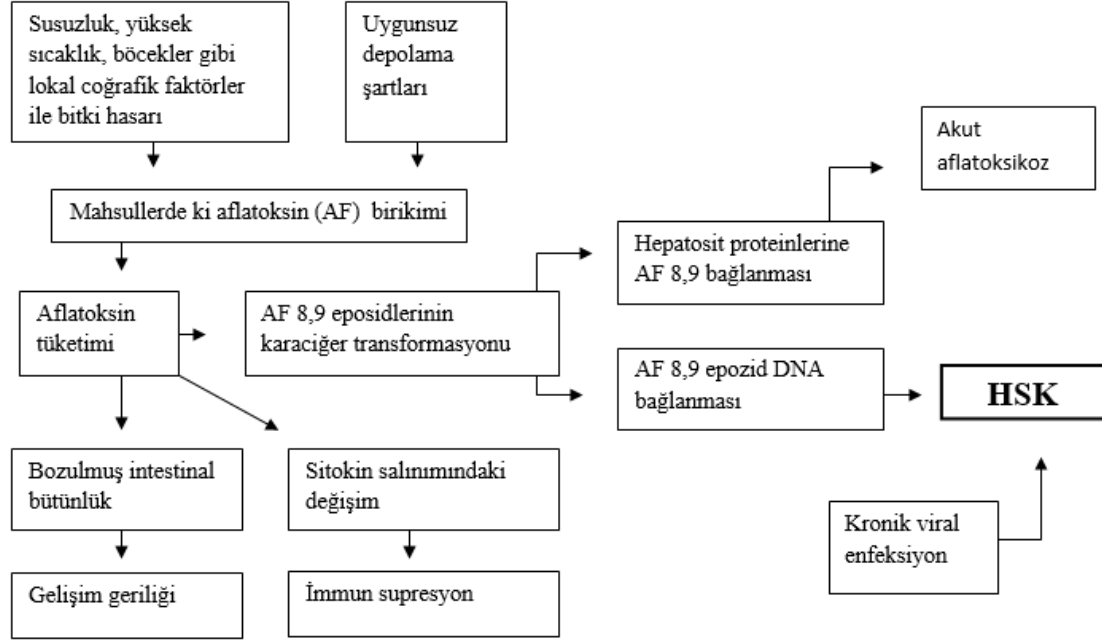 Susuzluk, yüksek
sıcaklık, böcekler gibi
lokal coğrafik faktörler
ile bitki hasarı
Uygunsuz
depolama
şartları
Akut
aflatoksikoz
Mahsullerde ki aflatoksin (AF) birikimi
Hepatosit proteinlerine
AF 8,9 bağlanması
Aflatoksin
tüketimi
AF 8,9 eposidlerinin
karaciğer transformasyonu
AF 8,9 epozid DNA
bağlanması
HSK
Bozulmuş intestinal
bütünlük
Sitokin salınımındaki
değişim
Kronik viral
enfeksiyon
Gelişim geriliği
İmmun supresyon